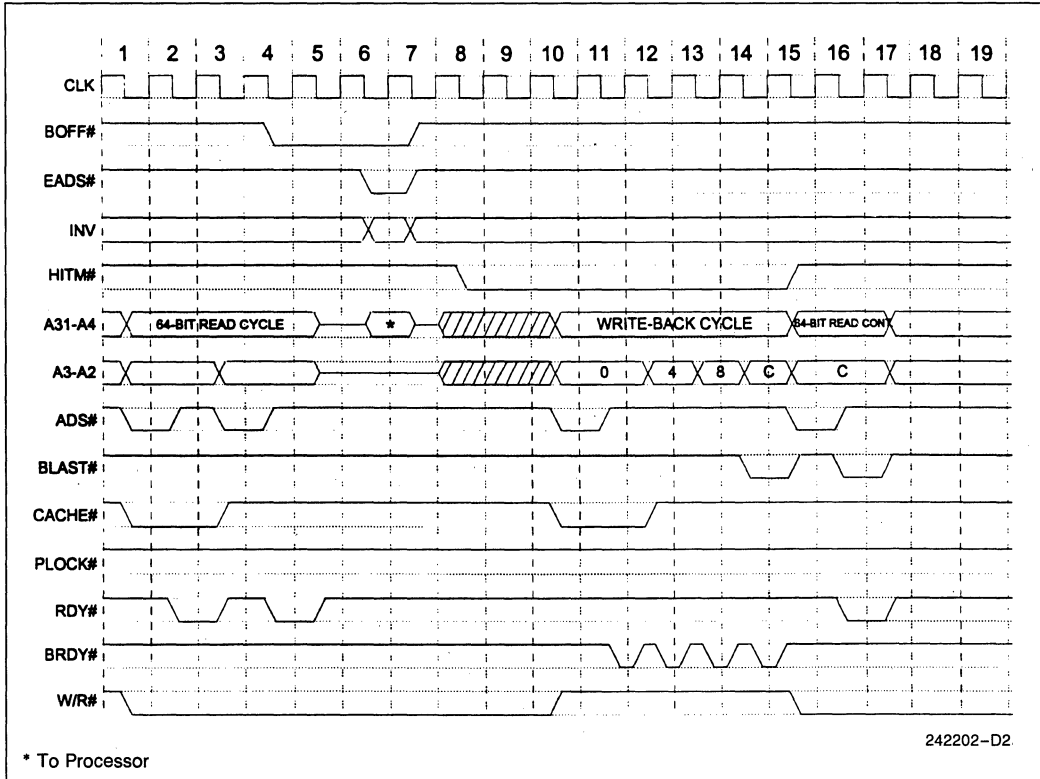 1 2 3 4 5 6 7 8 9 10 11 12 13 14 15 16 17 18 19
CLK
BOFF#
EADS#
INV
HITM#
A31-A4 64-BIT READ CYCLE * WRITE-BACK CYCLE 64-BIT READ CONT.
A3-A2 0 4 8 C C
ADS#
BLAST#
CACHE#
PLOCK#
RDY#
BRDY#
W/R#
242202-D2
* To Processor